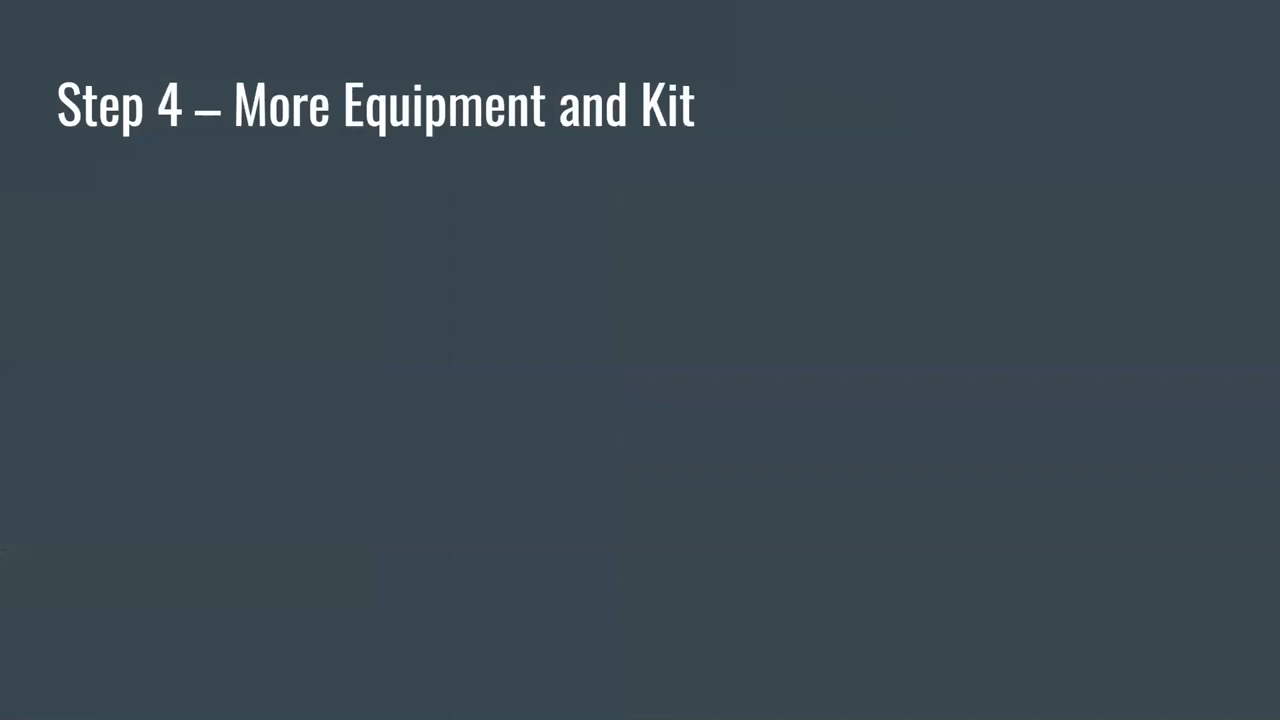 Step 4 – More Equipment and Kit